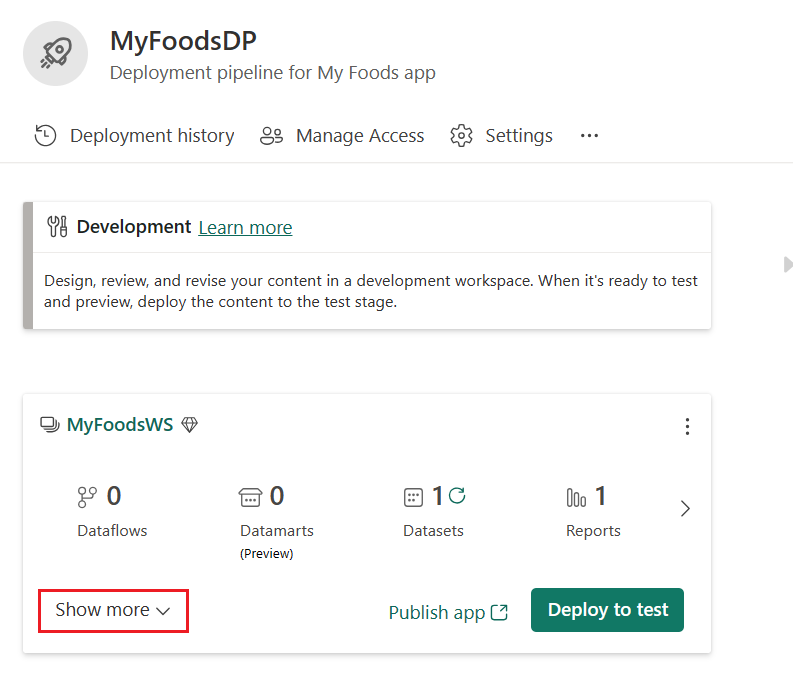 MyFoodsDP
Deployment pipeline for My Foods app
Deployment history Manage Access Settings ...
Development Learn more
Design, review, and revise your content in a development workspace. When it's ready to test
and preview, deploy the content to the test stage.
MyFoodsWS
0 0 1 1
Dataflows Datamarts Datasets Reports
(Preview)
Show more Publish app Deploy to test